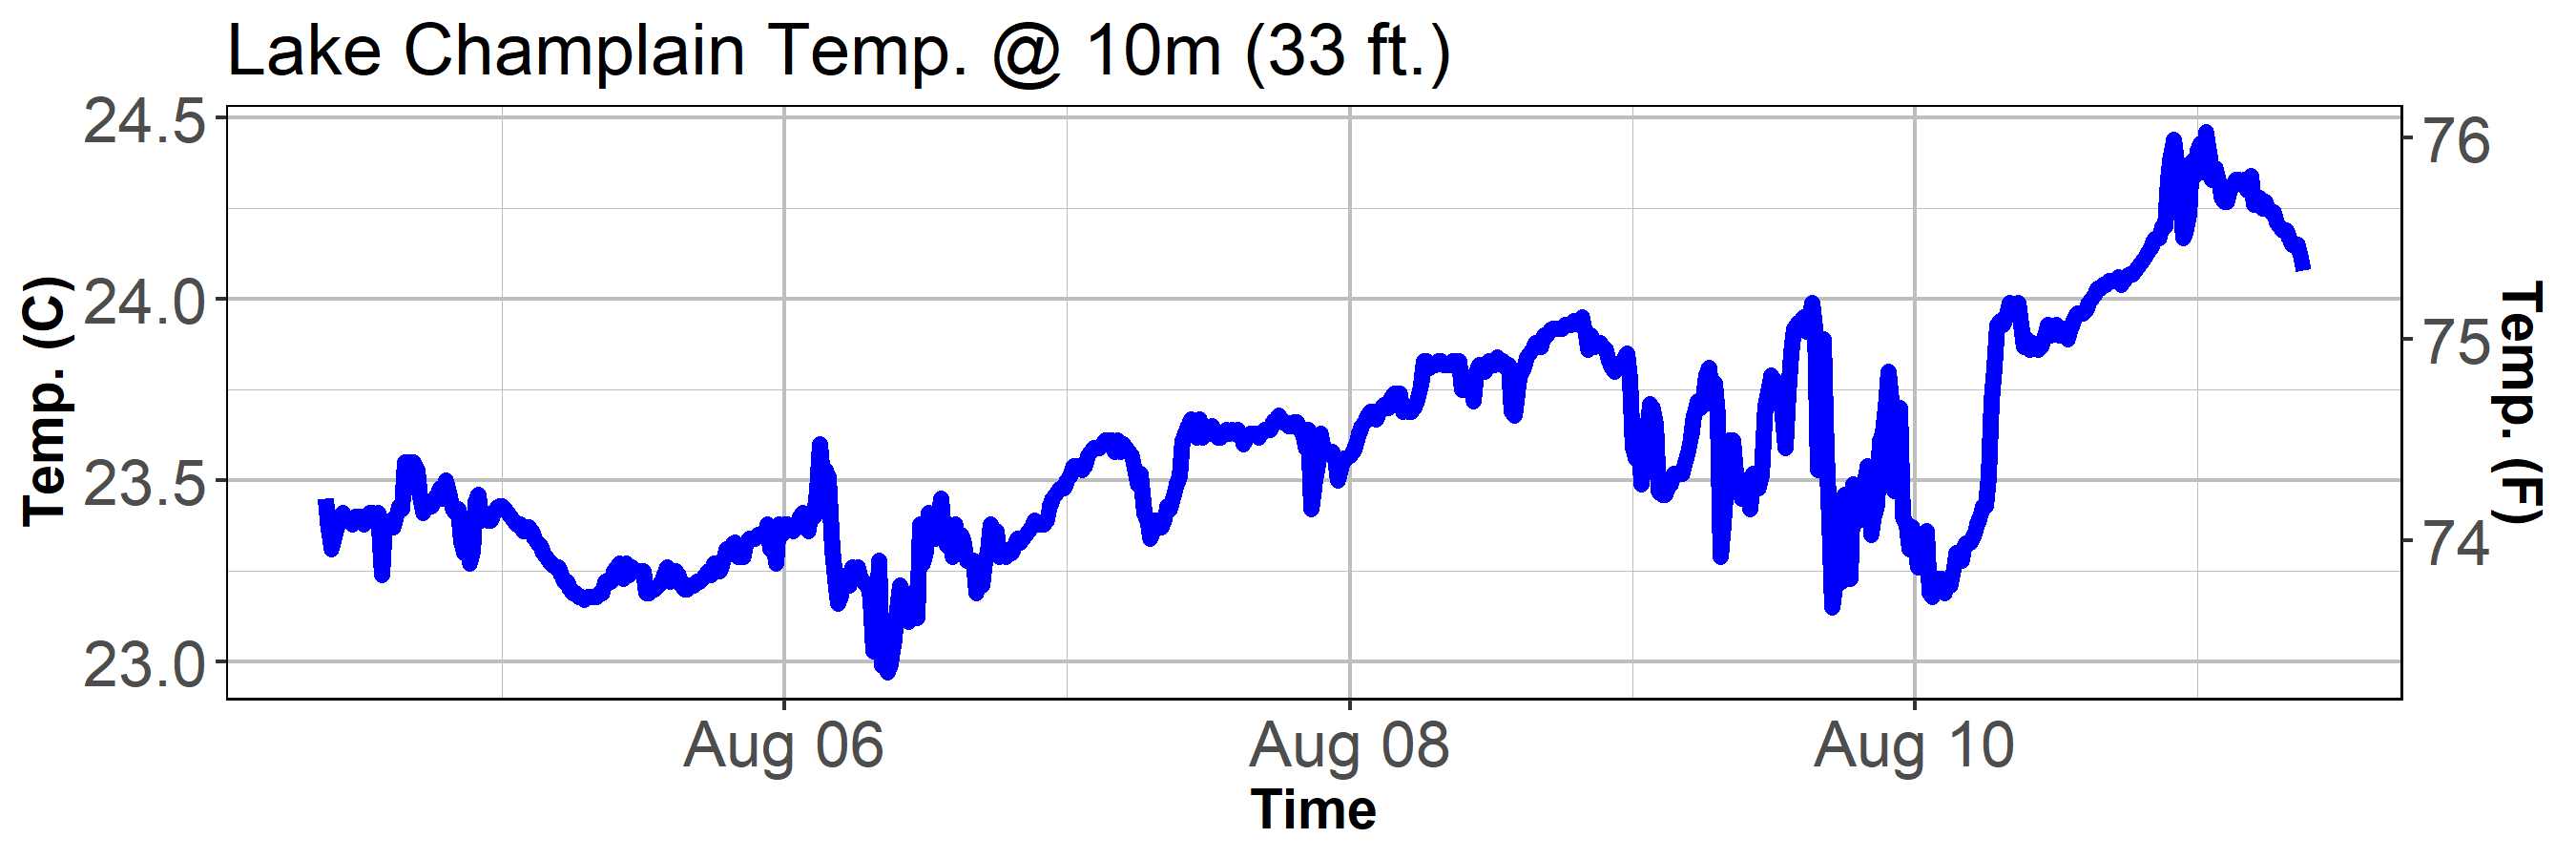 Lake Champlain Temp. @ 10m (33 ft.)
24.5
24.0
23.5
23.0
Temp. (C)
76
75
74
Temp. (F)
Aug 06 Aug 08 Aug 10
Time